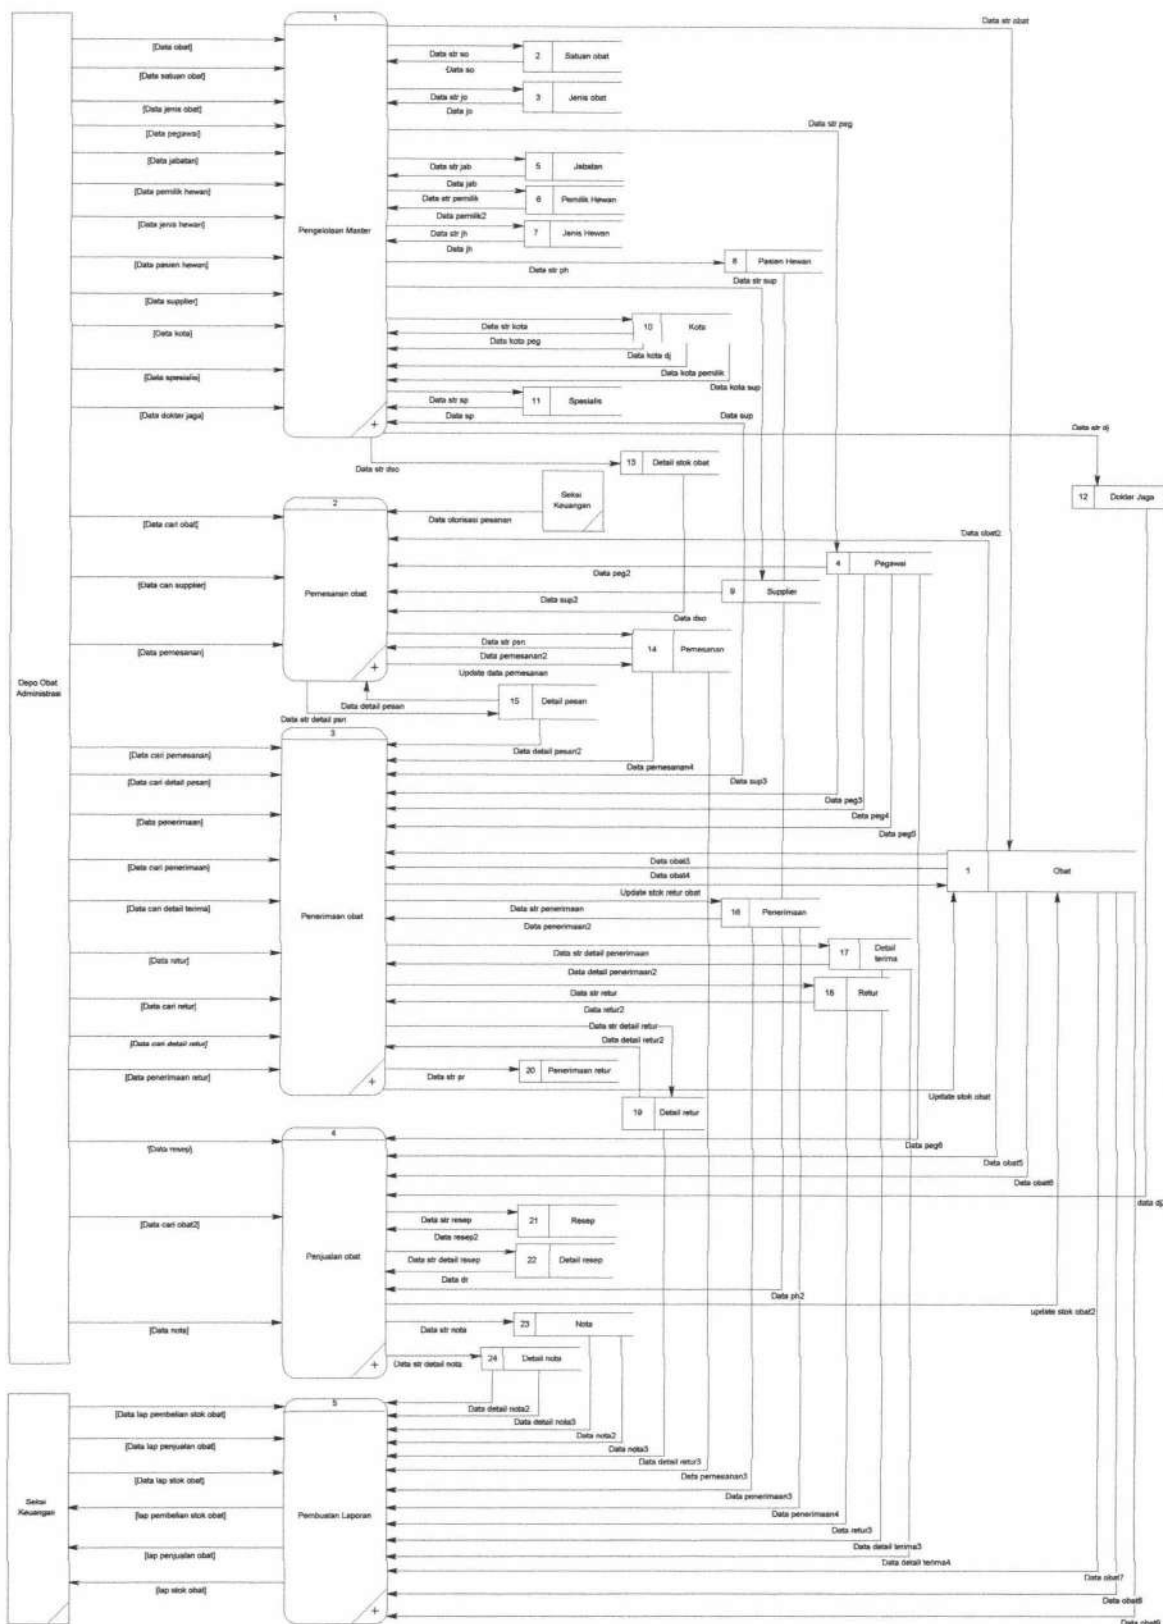 1
Data str obat
[Data obat]
Data str so
2 Satuan obat
Data so
[Data satuan obat]
Data str jo
3 Jenis obat
Data jo
[Data jenis obat]
Data str peg
[Data pegawai]
[Data jabatan]
Data str jab
5 Jabatan
Data jab
[Data pemilik hewan]
Data str pemilik
6 Pemilik Hewan
Data pemilik2
[Data jenis hewan]
Pengelolaan Master
Data str jh
7 Jenis Hewan
Data jh
[Data pasien hewan]
Data str ph
8 Pasien Hewan
Data str sup
[Data supplier]
[Data kota]
Data str kota
10 Kota
Data kota peg
Data kota dj
Data kota pemilik
Data kota sup
[Data spesialis]
Data str sp
11 Spesialis
Data sp
Data sup
[Data dokter jaga]
Data str dj
Data str dso
13 Detail stok obat
12 Dokter Jaga
2
Seksi
Keuangan
Data otorisasi pesanan
[Data cari obat]
Data obat2
4 Pegawai
Data peg2
[Data cari supplier]
9 Supplier
Pemesanan obat
Data sup2
Data dso
[Data pemesanan]
Data str psn
14 Pemesanan
Data pemesanan2
Update data pemesanan
Depo Obat
Administrasi
15 Detail pesan
Data detail pesan
Data str detail psn
3
[Data cari pemesanan]
Data detail pesan2
Data pemesanan4
[Data cari detail pesan]
Data sup3
Data peg3
[Data penerimaan]
Data peg4
Data peg5
[Data cari penerimaan]
Data obat3
1 Obat
Data obat4
Update stok retur obat
[Data cari detail terima]
Penerimaan obat
Data str penerimaan
16 Penerimaan
Data penerimaan2
[Data retur]
Data str detail penerimaan
17 Detail
terima
Data detail penerimaan2
[Data cari retur]
Data str retur
18 Retur
Data retur2
Data str detail retur
[Data cari detail retur]
Data detail retur2
[Data penerimaan retur]
Data str pr
20 Penerimaan retur
Update stok obat
19 Detail retur
4
[Data resep]
Data peg6
Data obat5
Data obat6
data dj2
[Data cari obat2]
Data str resep
21 Resep
Data resep2
Penjualan obat
Data str detail resep
22 Detail resep
Data dr
Data ph2
update stok obat2
[Data nota]
Data str nota
23 Nota
Data str detail nota
24 Detail nota
5
[Data lap pembelian stok obat]
Data detail nota2
Data detail nota3
Data nota2
[Data lap penjualan obat]
Data nota3
Data detail retur3
[Data lap stok obat]
Data pemesanan3
Data penerimaan3
Seksi
Keuangan
[lap pembelian stok obat]
Pembuatan Laporan
Data penerimaan4
Data retur3
[lap penjualan obat]
Data detail terima3
Data detail terima4
[lap stok obat]
Data obat7
Data obat8
Data obat9